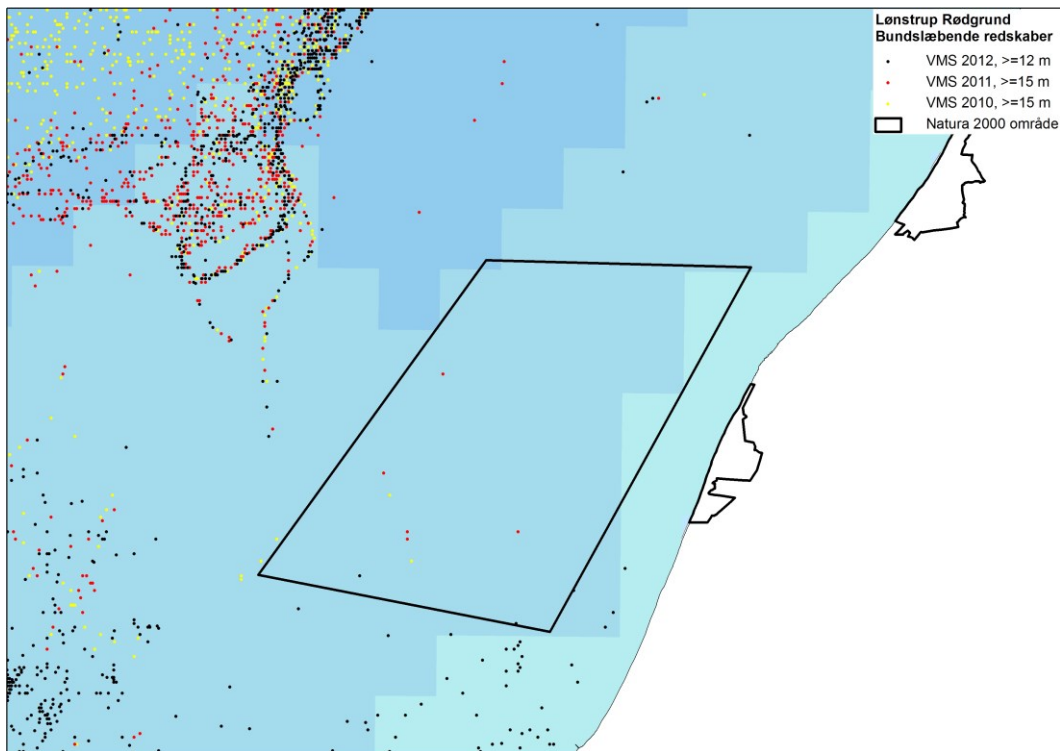 Lønstrup Rødgrund
Bundslæbende redskaber
VMS 2012, >=12 m
VMS 2011, >=15 m
VMS 2010, >=15 m
Natura 2000 område